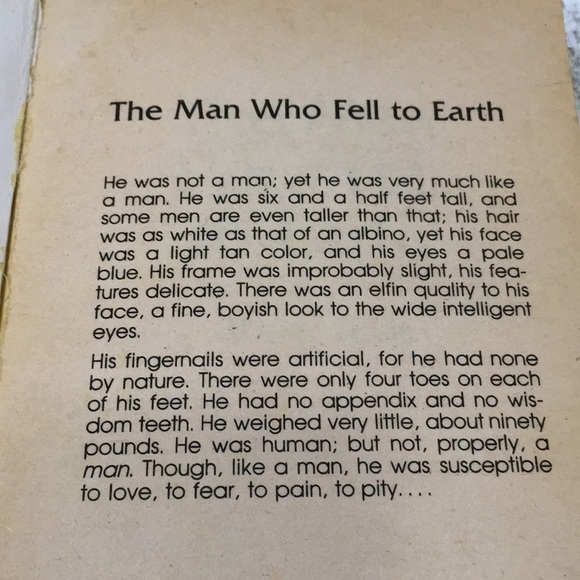 The Man Who Fell to Earth
He was not a man; yet he was very much like
a man. He was six and a half feet tall, and
some men are even taller than that; his hair
was as white as that of an albino, yet his face
was a light tan color, and his eyes a pale
blue. His frame was improbably slight, his fea-
tures delicate. There was an elfin quality to his
face, a fine, boyish look to the wide intelligent
eyes.
His fingernails were artificial, for he had none
by nature. There were only four toes on each
of his feet. He had no appendix and no wis-
dom teeth. He weighed very little, about ninety
pounds. He was human; but not, properly, a
man. Though, like a man, he was susceptible
to love, to fear, to pain, to pity....